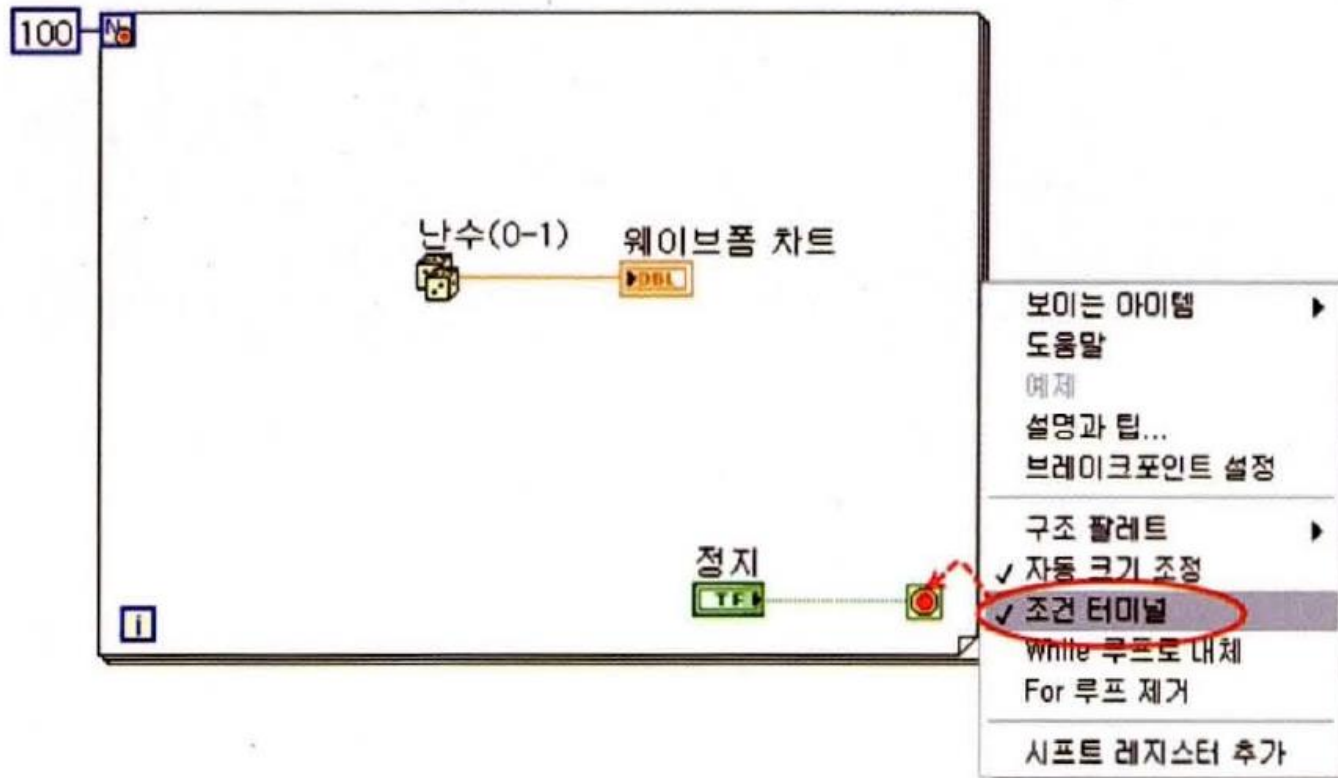 100
N
난수(0-1)
웨이브폼 차트
DBL
정지
TF
i
보이는 아이템
도움말
예제
설명과 팁...
브레이크포인트 설정
구조 팔레트
자동 크기 조정
조건 터미널
While 루프로 대체
For 루프 제거
시프트 레지스터 추가